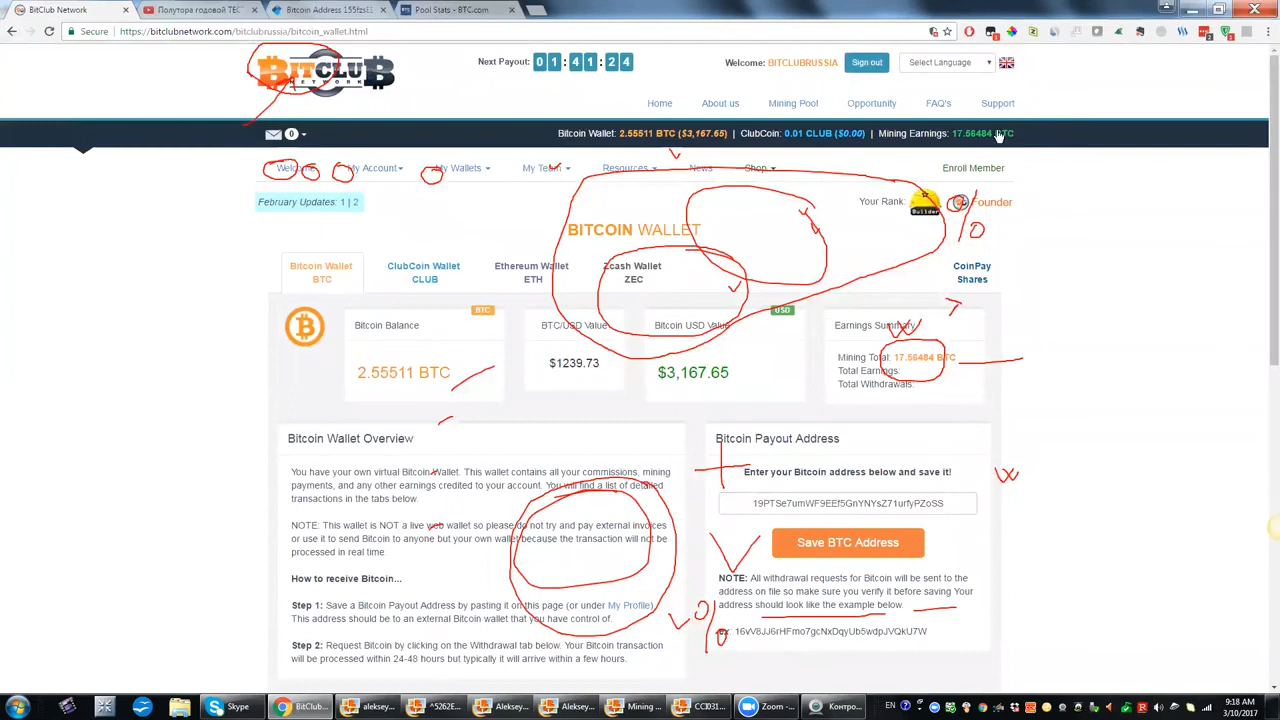 BitClub Network
Полутора годовой ТЕСТ
Bitcoin Address 155fzsE
Pool Stats - BTC.com
Secure
https://bitclubnetwork.com/bitclubrussia/bitcoin_wallet.html
BITCLUB
NETWORK
Next Payout: 01:41:24
Welcome: BITCLUBRUSSIA
Sign out
Select Language
Home
About us
Mining Pool
Opportunity
FAQ's
Support
0
Bitcoin Wallet: 2.55511 BTC ($3,167.65) | ClubCoin: 0.01 CLUB ($0.00) | Mining Earnings: 17.56484 BTC
Welcome
My Account
My Wallets
My Team
Resources
News
Shop
Enroll Member
February Updates: 1 | 2
Your Rank:
Builder
Founder
BITCOIN WALLET
Bitcoin Wallet
BTC
ClubCoin Wallet
CLUB
Ethereum Wallet
ETH
Zcash Wallet
ZEC
CoinPay
Shares
BTC
Bitcoin Balance
2.55511 BTC
BTC/USD Value
$1239.73
USD
Bitcoin USD Value
$3,167.65
Earnings Summary
Mining Total: 17.56484 BTC
Total Earnings:
Total Withdrawals:
Bitcoin Wallet Overview
You have your own virtual Bitcoin Wallet. This wallet contains all your commissions, mining
payments, and any other earnings credited to your account. You will find a list of detailed
transactions in the tabs below.
NOTE: This wallet is NOT a live web wallet so please do not try and pay external invoices
or use it to send Bitcoin to anyone but your own wallet because the transaction will not be
processed in real time.
How to receive Bitcoin...
Step 1: Save a Bitcoin Payout Address by pasting it on this page (or under My Profile).
This address should be to an external Bitcoin wallet that you have control of.
Step 2: Request Bitcoin by clicking on the Withdrawal tab below. Your Bitcoin transaction
will be processed within 24-48 hours but typically it will arrive within a few hours.
Bitcoin Payout Address
Enter your Bitcoin address below and save it!
19PTSe7umWF9EEf5GnYNYsZ71urfyPZoSS
Save BTC Address
NOTE: All withdrawal requests for Bitcoin will be sent to the
address on file so make sure you verify it before saving Your
address should look like the example below.
ex: 16vV8JJ6rHFmo7gcNxDqyUb5wdpJVQkU7W
Skype
BitClub...
aleksey...
^5262E...
Aleksey...
Aleksey...
Mining ...
CCI031...
Zoom - ...
Контро...
EN
9:18 AM
3/10/2017